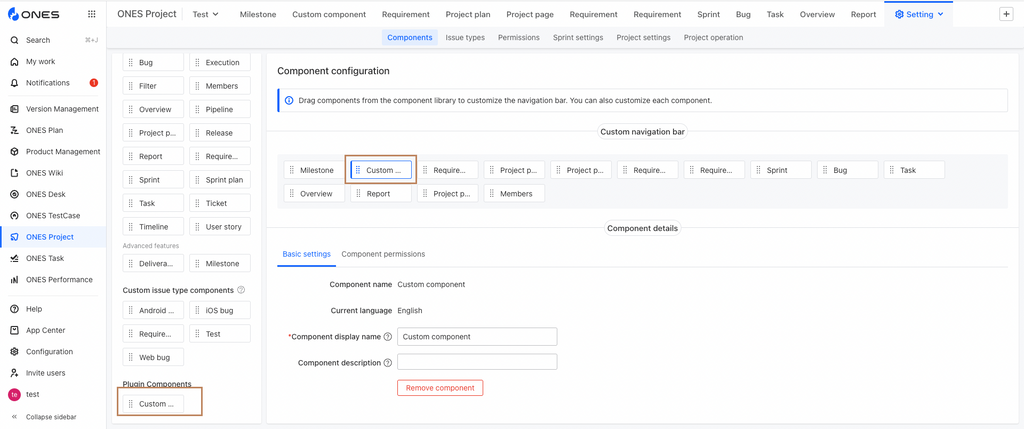 ONES
ONES Project
Test
Milestone
Custom component
Requirement
Project plan
Project page
Requirement
Requirement
Sprint
Bug
Task
Overview
Report
Setting
+
Components
Issue types
Permissions
Sprint settings
Project settings
Project operation
Search
⌘+J
My work
Notifications
1
Version Management
ONES Plan
Product Management
ONES Wiki
ONES Desk
ONES TestCase
ONES Project
ONES Task
ONES Performance
Help
App Center
Configuration
Invite users
te
test
Collapse sidebar
Bug
Execution
Filter
Members
Overview
Pipeline
Project p...
Release
Report
Require...
Sprint
Sprint plan
Task
Ticket
Timeline
User story
Advanced features
Delivera...
Milestone
Custom issue type components ?
Android ...
iOS bug
Require...
Test
Web bug
Plugin Components
Custom ...
Component configuration
Drag components from the component library to customize the navigation bar. You can also customize each component.
Custom navigation bar
Milestone
Custom ...
Require...
Project p...
Project p...
Require...
Require...
Sprint
Bug
Task
Overview
Report
Project p...
Members
Component details
Basic settings
Component permissions
Component name
Custom component
Current language
English
*Component display name ?
Custom component
Component description ?
Remove component